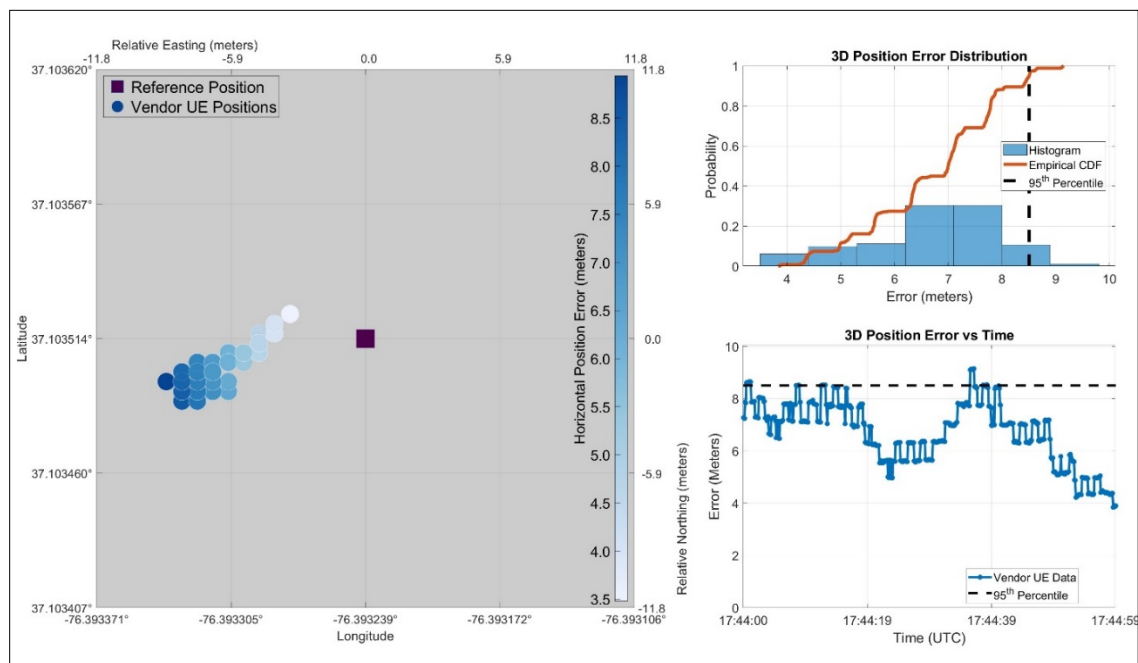 Relative Easting (meters)
-11.8 -5.9 0.0 5.9 11.8
37.103620°
37.103567°
37.103514°
37.103460°
37.103407°
Latitude
Reference Position
Vendor UE Positions
-76.393371° -76.393305° -76.393239° -76.393172° -76.393106°
Longitude
Horizontal Position Error (meters)
8.5
8.0
7.5
7.0
6.5
6.0
5.5
5.0
4.5
4.0
3.5
11.8
5.9
0.0
-5.9
-11.8
Relative Northing (meters)
3D Position Error Distribution
Probability
1
0.8
0.6
0.4
0.2
0
Histogram
Empirical CDF
95th Percentile
4 5 6 7 8 9 10
Error (meters)
3D Position Error vs Time
Error (Meters)
10
8
6
4
2
0
Vendor UE Data
95th Percentile
17:44:00 17:44:19 17:44:39 17:44:59
Time (UTC)